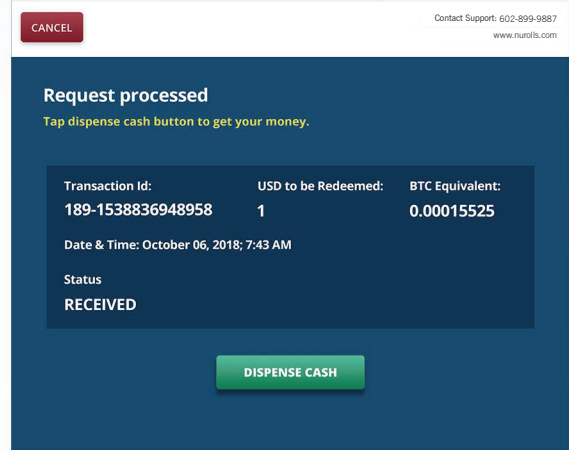 CANCEL
Contact Support: 602-899-9887
www.nurolls.com
Request processed
Tap dispense cash button to get your money.
Transaction Id: USD to be Redeemed: BTC Equivalent:
189-1538836948958 1 0.00015525
Date & Time: October 06, 2018; 7:43 AM
Status
RECEIVED
DISPENSE CASH